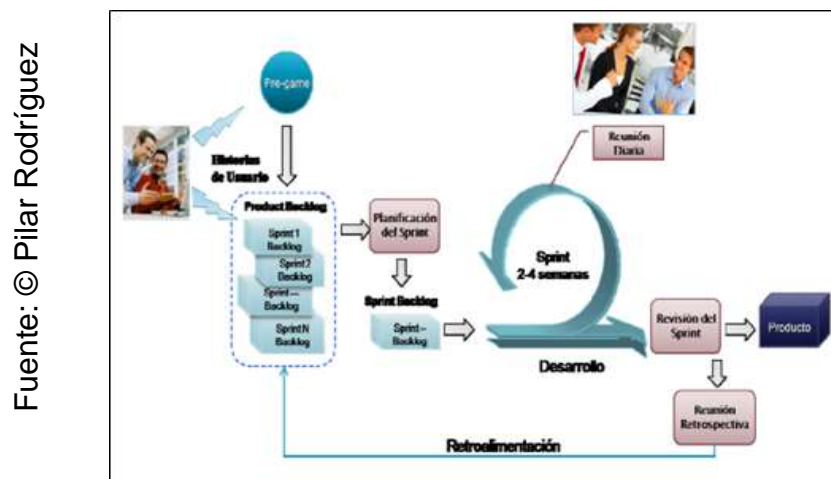 Fuente: © Pilar Rodríguez
Pre-game
Historias
de Usuario
Product Backlog
Sprint 1
Backlog
Sprint 2
Backlog
Sprint ---
Backlog
Sprint N
Backlog
Planificación
del Sprint
Sprint Backlog
Sprint --
Backlog
Reunión
Diaria
Sprint
2-4 semanas
Desarrollo
Revisión del
Sprint
Producto
Reunión
Retrospectiva
Retroalimentación